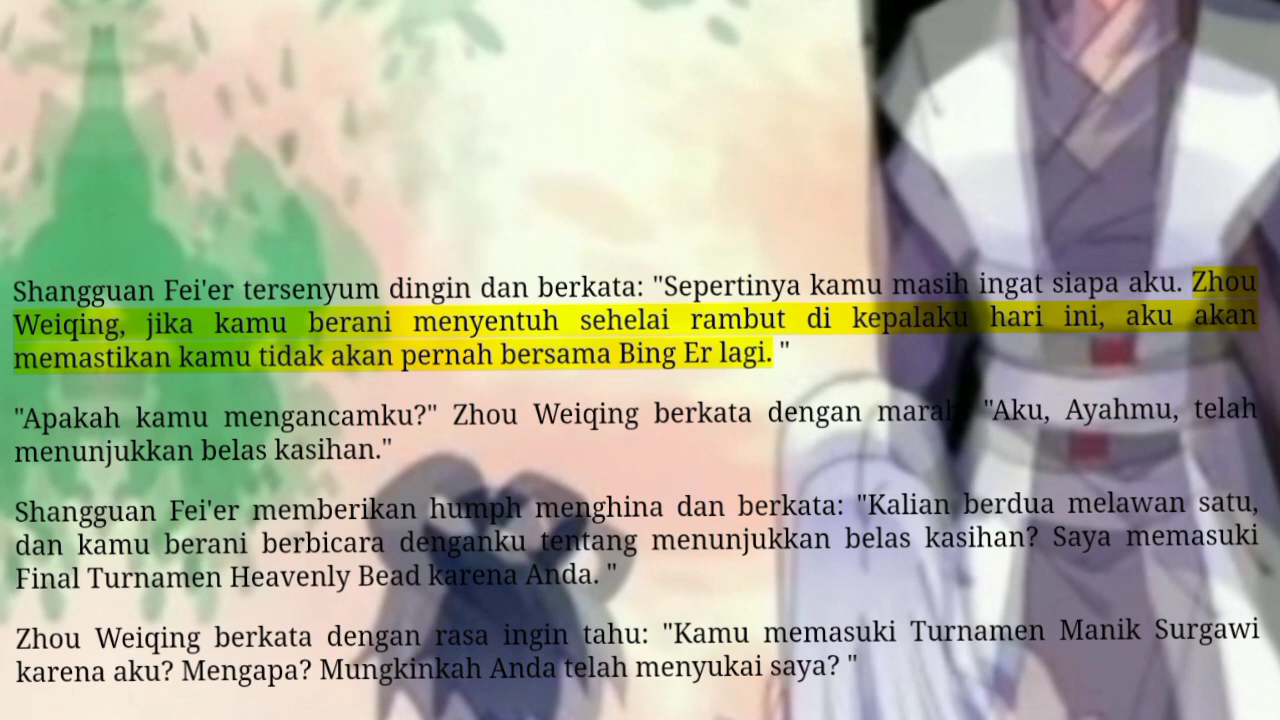 Shangguan Fei'er tersenyum dingin dan berkata: "Sepertinya kamu masih ingat siapa aku. Zhou
Weiqing, jika kamu berani menyentuh sehelai rambut di kepalaku hari ini, aku akan
memastikan kamu tidak akan pernah bersama Bing Er lagi. "
"Apakah kamu mengancamku?" Zhou Weiqing berkata dengan marah. "Aku, Ayahmu, telah
menunjukkan belas kasihan."
Shangguan Fei'er memberikan humph menghina dan berkata: "Kalian berdua melawan satu,
dan kamu berani berbicara denganku tentang menunjukkan belas kasihan? Saya memasuki
Final Turnamen Heavenly Bead karena Anda. "
Zhou Weiqing berkata dengan rasa ingin tahu: "Kamu memasuki Turnamen Manik Surgawi
karena aku? Mengapa? Mungkinkah Anda telah menyukai saya? "